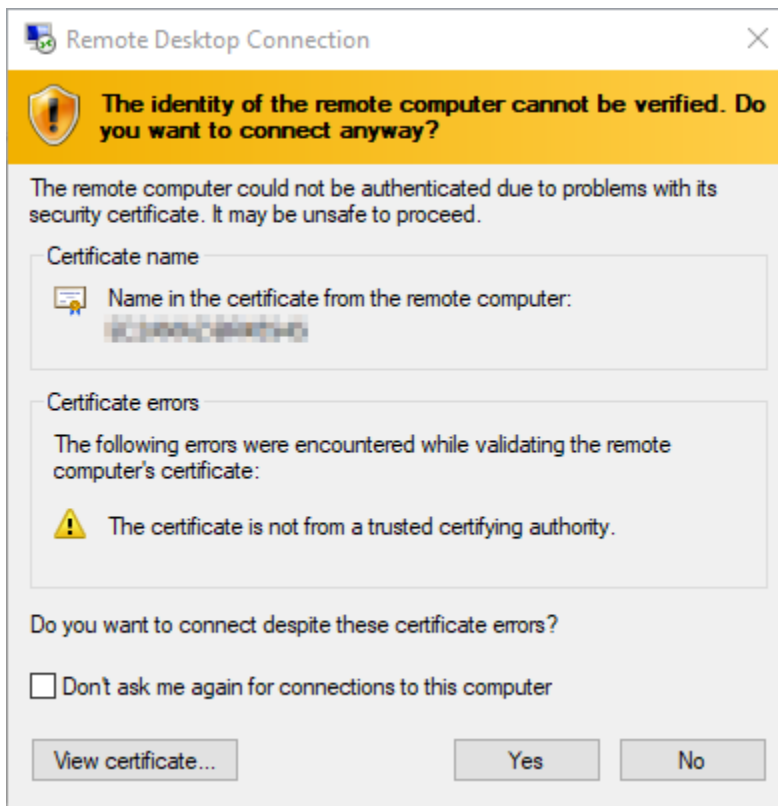 Remote Desktop Connection
The identity of the remote computer cannot be verified. Do
you want to connect anyway?
The remote computer could not be authenticated due to problems with its
security certificate. It may be unsafe to proceed.
Certificate name
Name in the certificate from the remote computer:
Certificate errors
The following errors were encountered while validating the remote
computer's certificate:
The certificate is not from a trusted certifying authority.
Do you want to connect despite these certificate errors?
Don't ask me again for connections to this computer
View certificate...
Yes
No